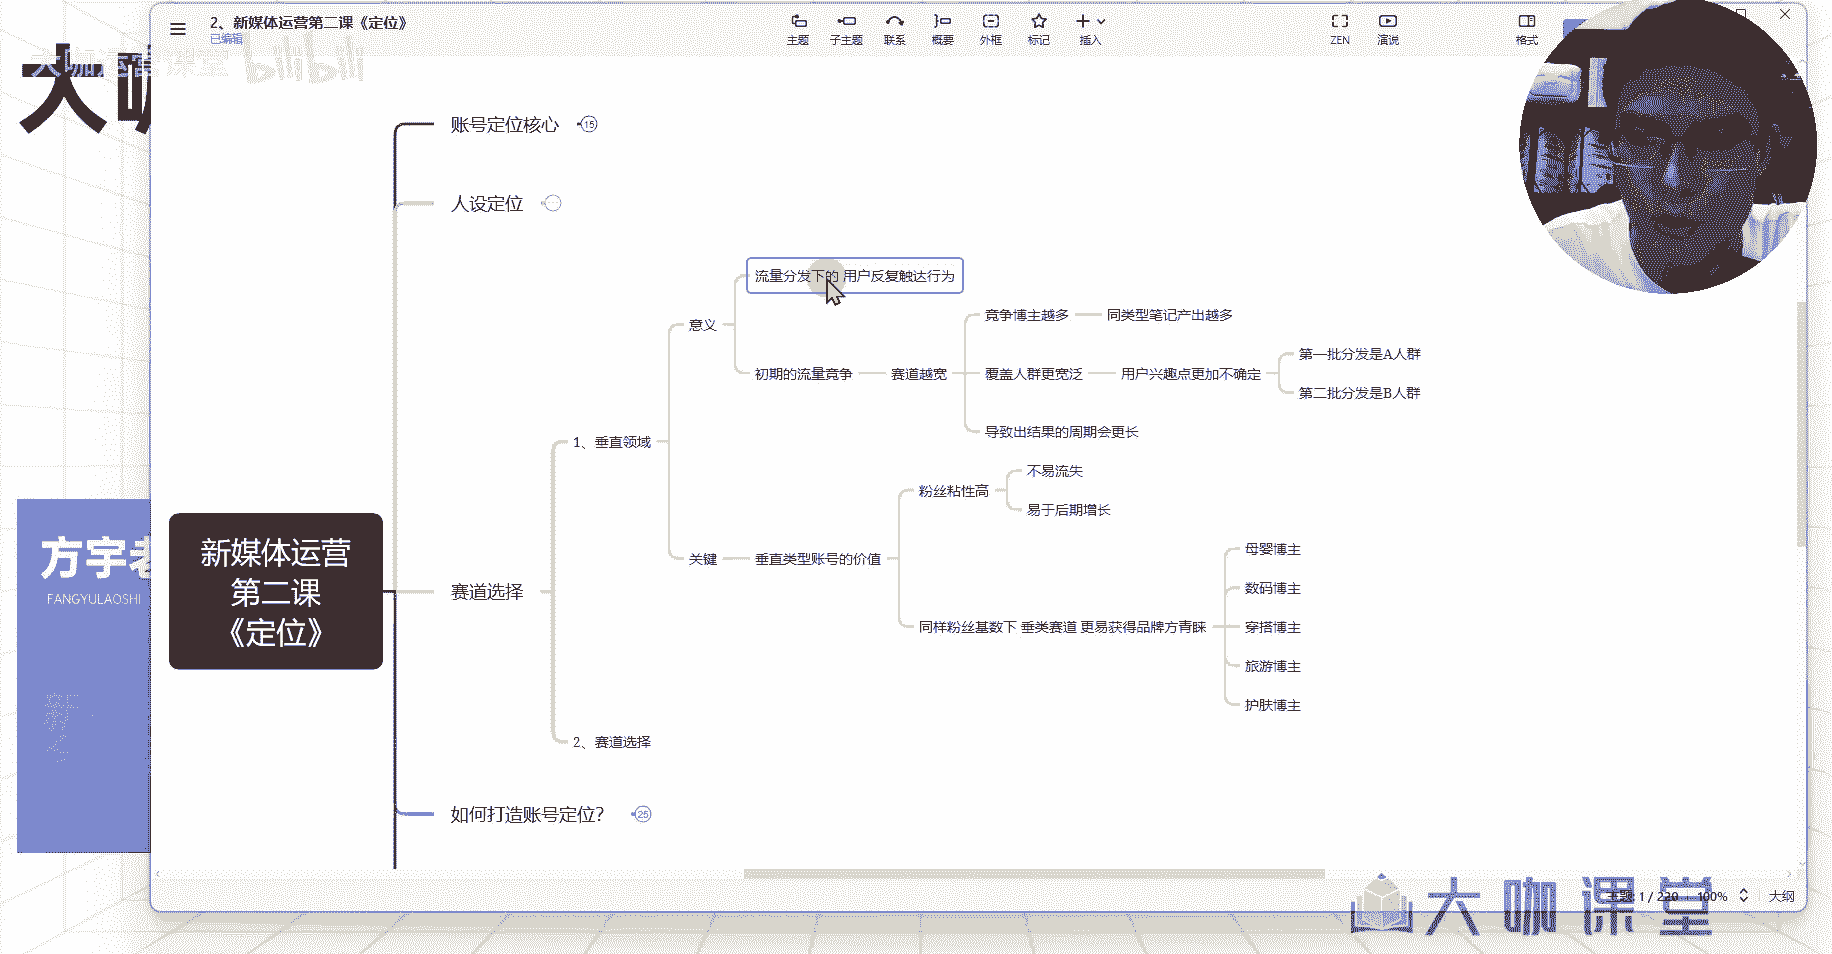 2、新媒体运营第二课《定位》
已编辑
主题
子主题
联系
概要
外框
标记
插入
ZEN
演说
格式
大咖运营课堂 bilibili
大咖
账号定位核心 15
人设定位
流量分发下的 用户反复触达行为
意义
竞争博主越多
同类型笔记产出越多
初期的流量竞争
赛道越宽
覆盖人群更宽泛
用户兴趣点更加不确定
第一批分发是A人群
第二批分发是B人群
导致出结果的周期会更长
1、垂直领域
粉丝粘性高
不易流失
易于后期增长
关键
垂直类型账号的价值
同样粉丝基数下 垂类赛道 更易获得品牌方青睐
母婴博主
数码博主
穿搭博主
旅游博主
护肤博主
新媒体运营
第二课
《定位》
赛道选择
2、赛道选择
如何打造账号定位？ 25
方宇老
FANGYULAOSHI
主题: 1 / 220
100%
大纲
大咖课堂